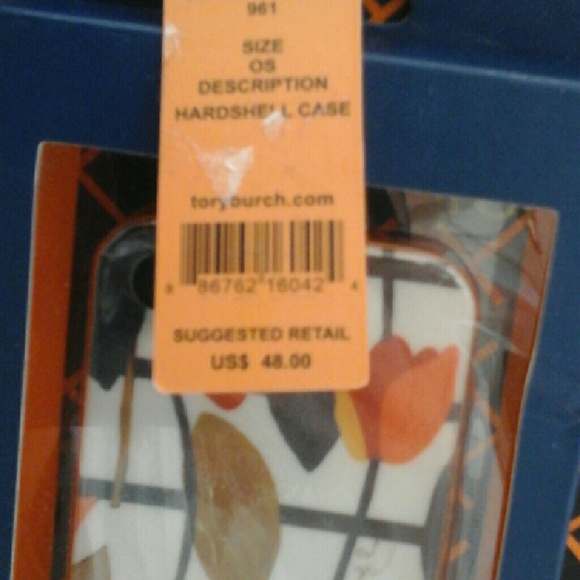 961
SIZE
OS
DESCRIPTION
HARDSHELL CASE
toryburch.com
8 86762 16042 4
SUGGESTED RETAIL
US$ 48.00